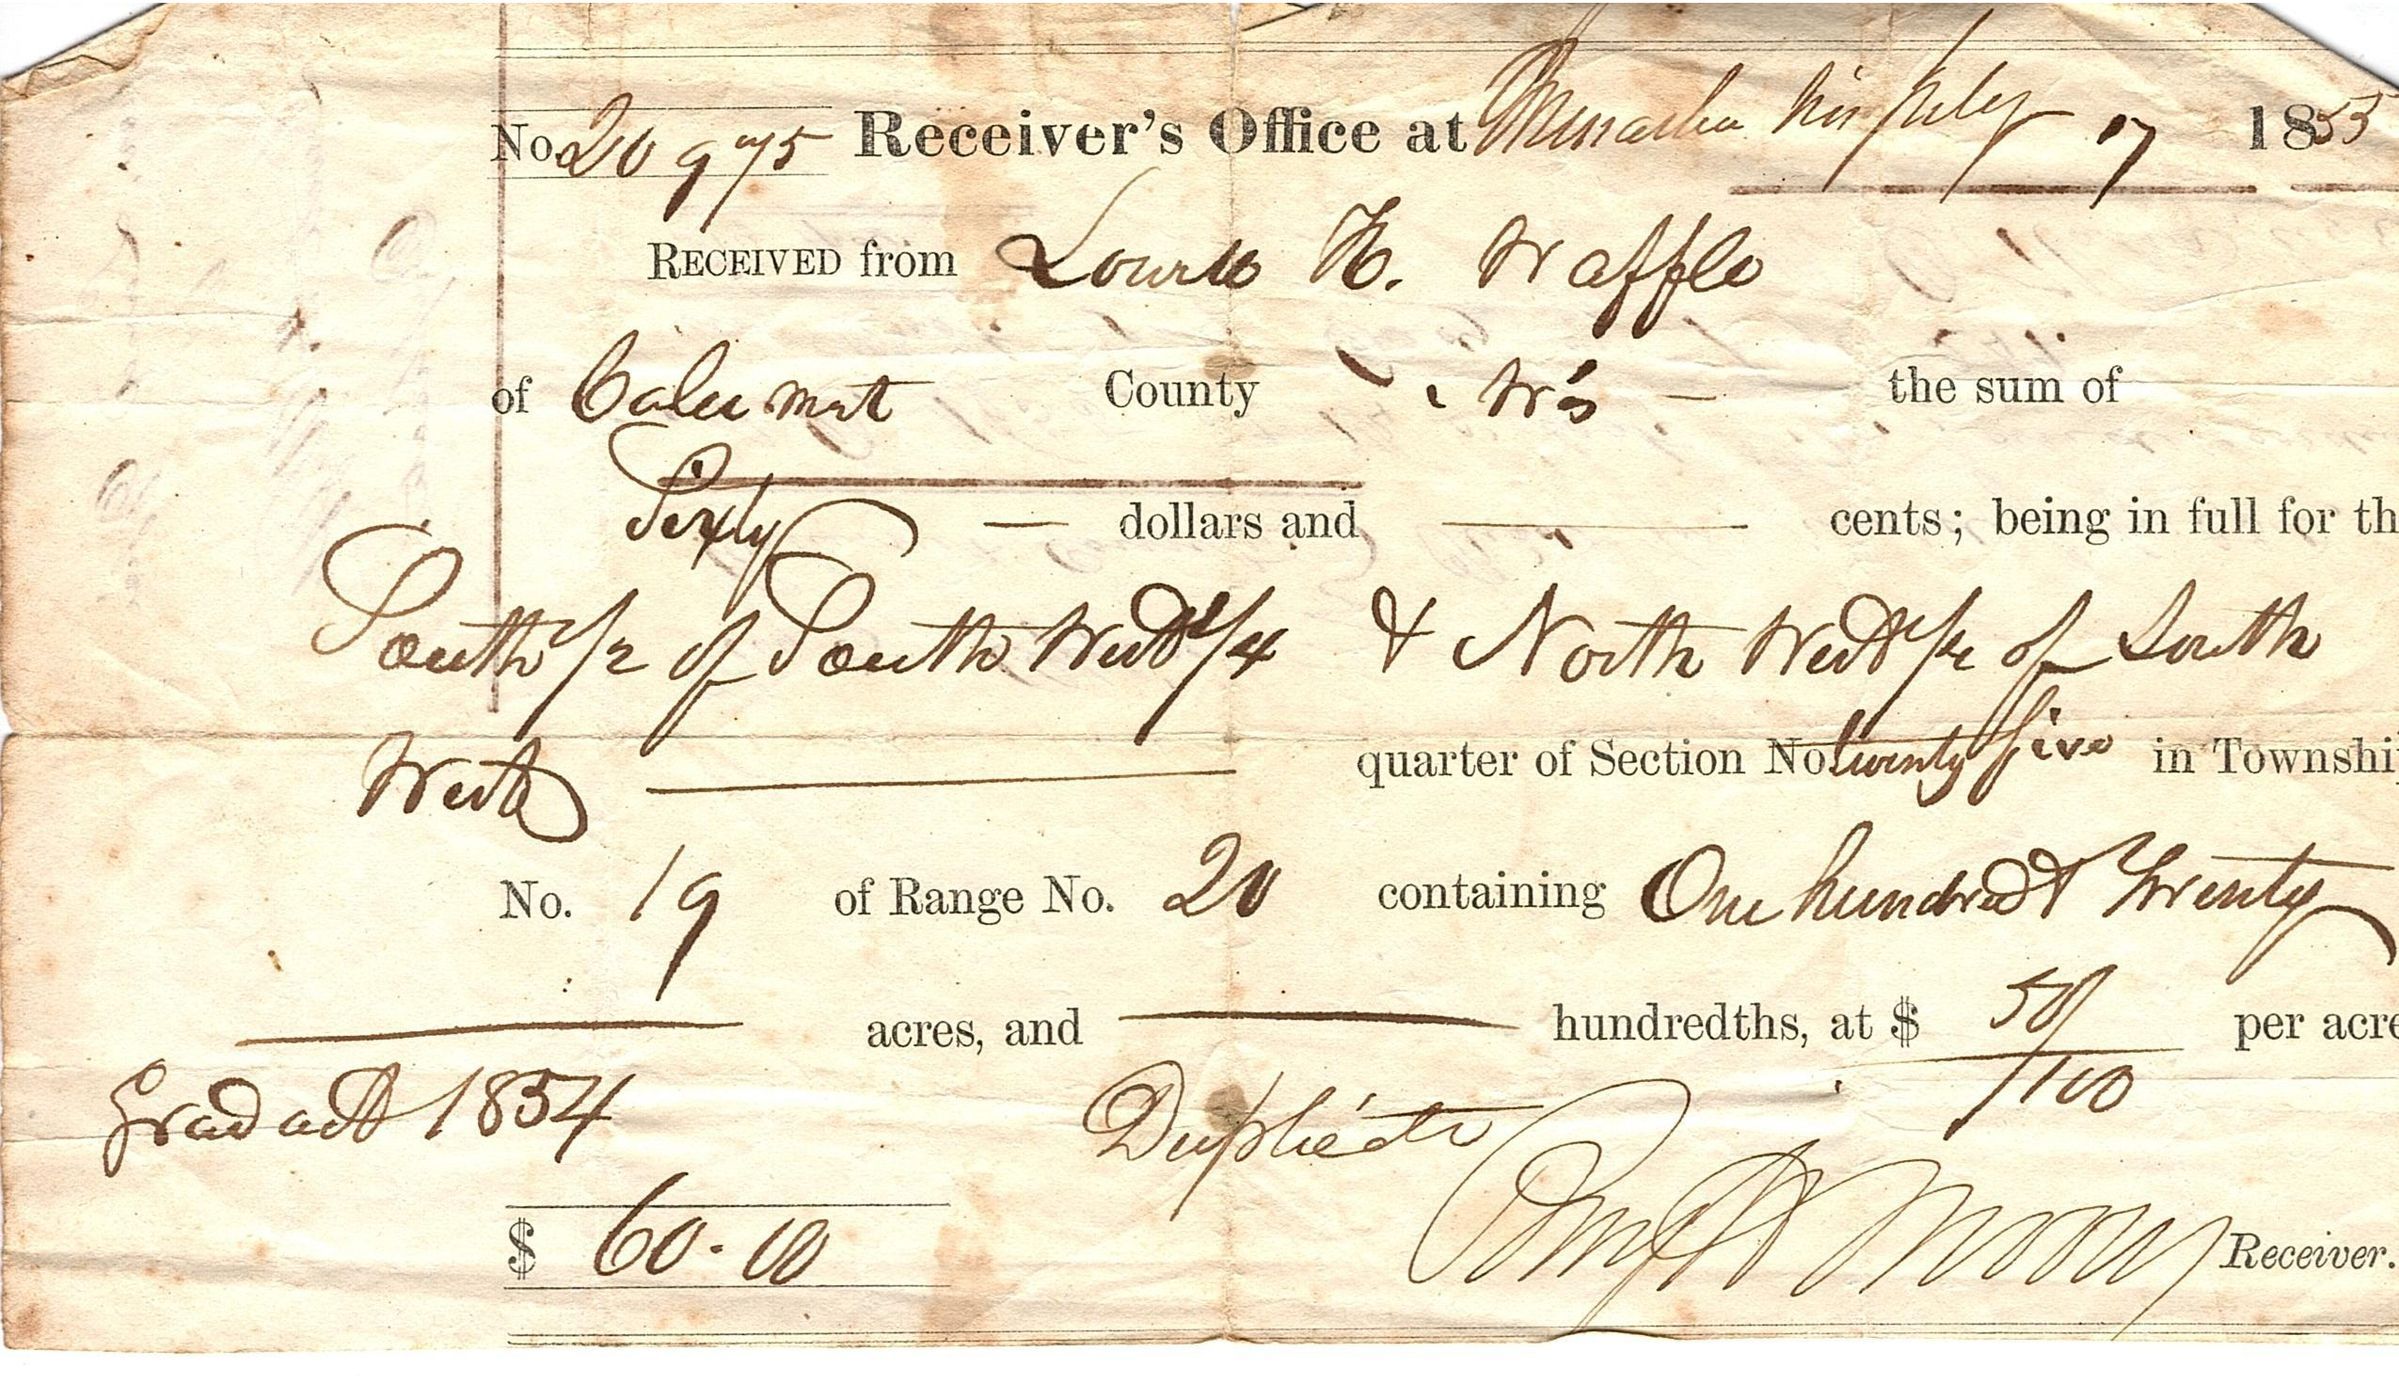 No. 20975 Receiver's Office at Menasha Wis July 17 1855
RECEIVED from H. Waffle
of Calumet County Wis — the sum of
Sixty — dollars and — cents; being in full for th
South 1/2 of South West 1/4 & North West 1/4 of South
West — quarter of Section No. twenty five in Townshi
No. 19 of Range No. 20 containing One hundred & twenty
— acres, and — hundredths, at $ 50/100 per acre
Grad act 1854 Duplicate
$ 60.00 Receiver.